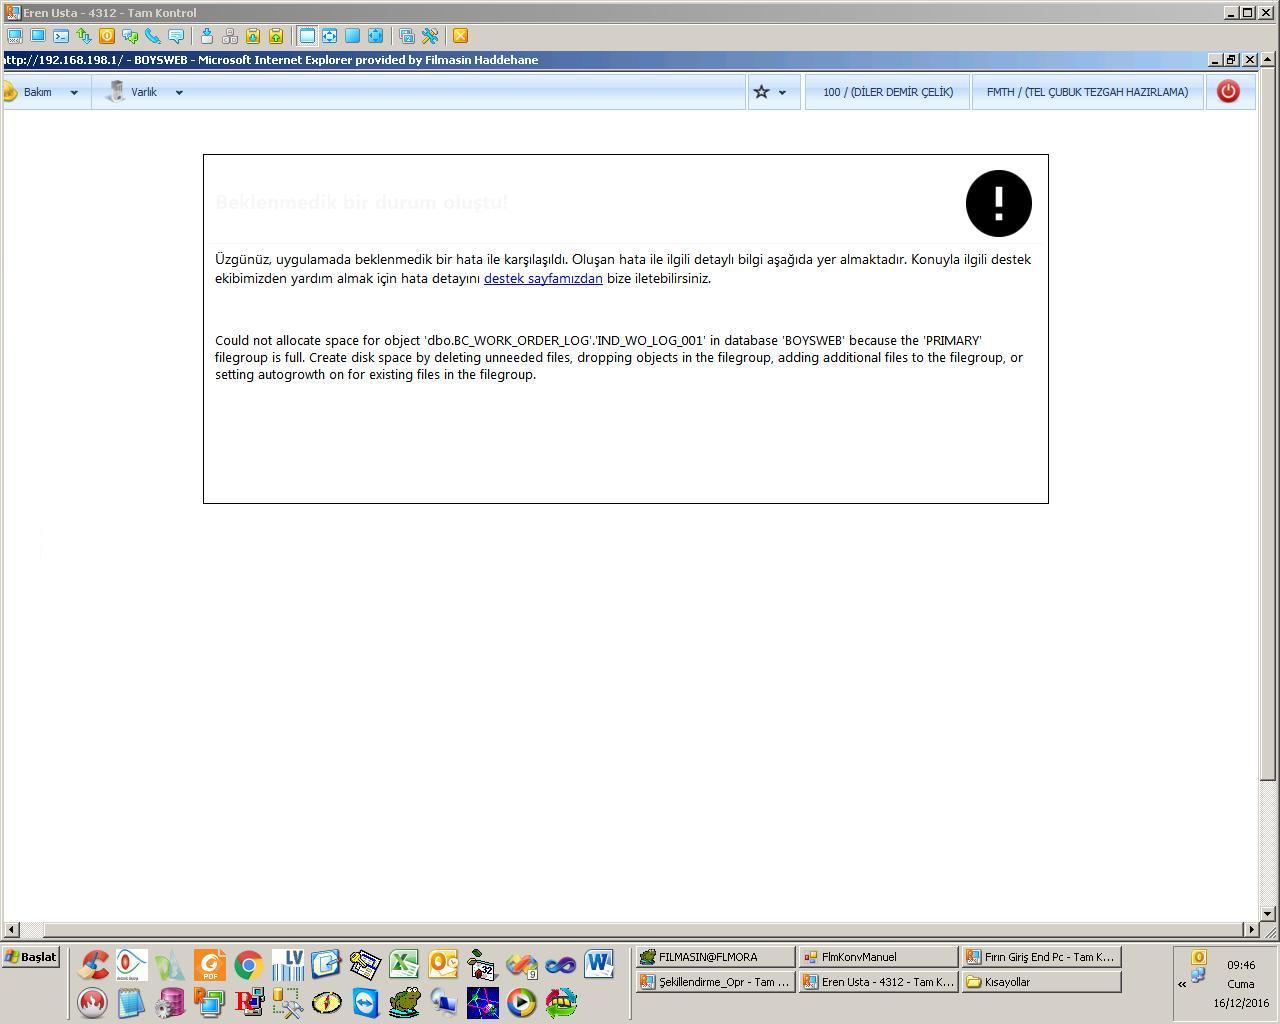 Eren Usta - 4312 - Tam Kontrol
http://192.168.198.1/ - BOYSWEB - Microsoft Internet Explorer provided by Filmasin Haddehane
Bakım
Varlık
100 / (DİLER DEMİR ÇELİK)
FMTH / (TEL ÇUBUK TEZGAH HAZIRLAMA)
Beklenmedik bir durum oluştu!
!
Üzgünüz, uygulamada beklenmedik bir hata ile karşılaşıldı. Oluşan hata ile ilgili detaylı bilgi aşağıda yer almaktadır. Konuyla ilgili destek
ekibimizden yardım almak için hata detayını destek sayfamızdan bize iletebilirsiniz.
Could not allocate space for object 'dbo.BC_WORK_ORDER_LOG'.'IND_WO_LOG_001' in database 'BOYSWEB' because the 'PRIMARY'
filegroup is full. Create disk space by deleting unneeded files, dropping objects in the filegroup, adding additional files to the filegroup, or
setting autogrowth on for existing files in the filegroup.
Başlat
PDF
LV
32
9
FILMASIN@FLMORA
FlmKonvManuel
Fırın Giriş End Pc - Tam K...
Şekillendirme_Opr - Tam ...
Eren Usta - 4312 - Tam K...
Kısayollar
«
09:46
Cuma
16/12/2016